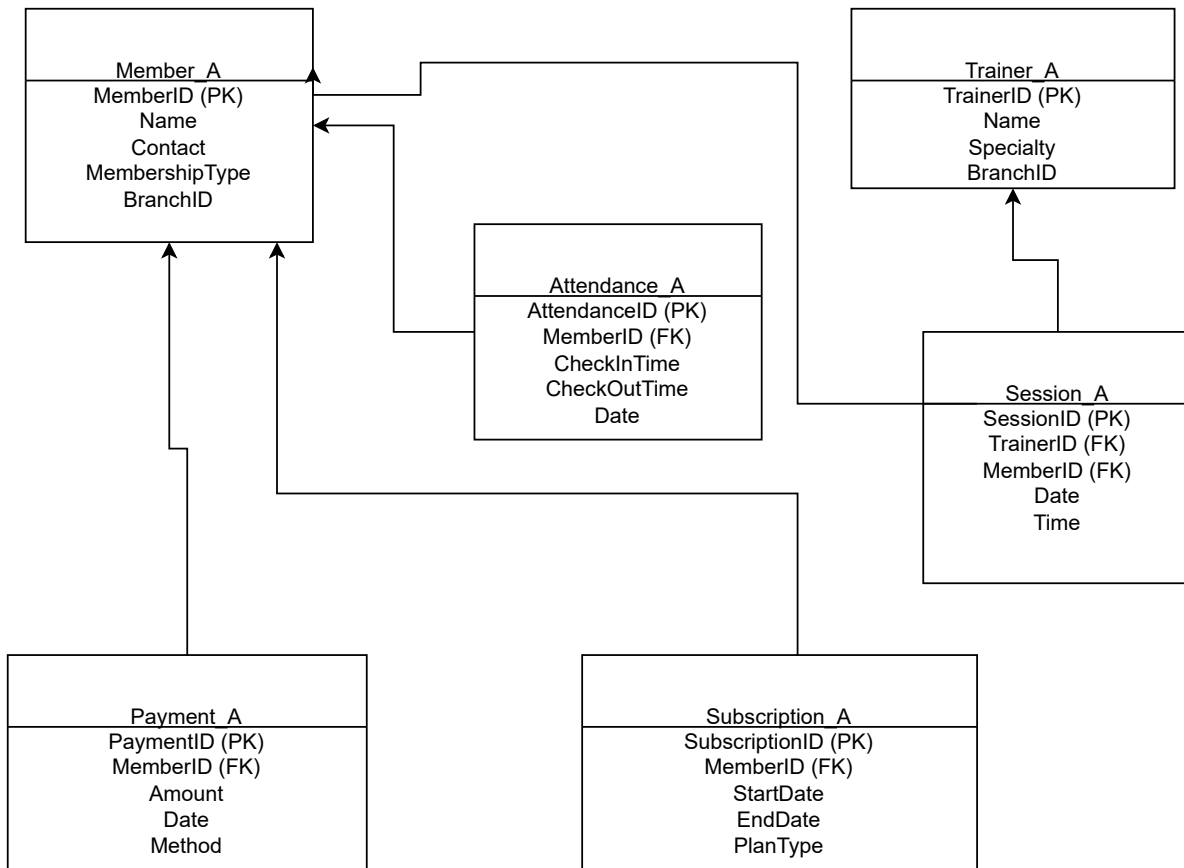 Member_A
MemberID (PK)
Name
Contact
MembershipType
BranchID
Trainer_A
TrainerID (PK)
Name
Specialty
BranchID
Attendance_A
AttendanceID (PK)
MemberID (FK)
CheckInTime
CheckOutTime
Date
Session_A
SessionID (PK)
TrainerID (FK)
MemberID (FK)
Date
Time
Payment_A
PaymentID (PK)
MemberID (FK)
Amount
Date
Method
Subscription_A
SubscriptionID (PK)
MemberID (FK)
StartDate
EndDate
PlanType